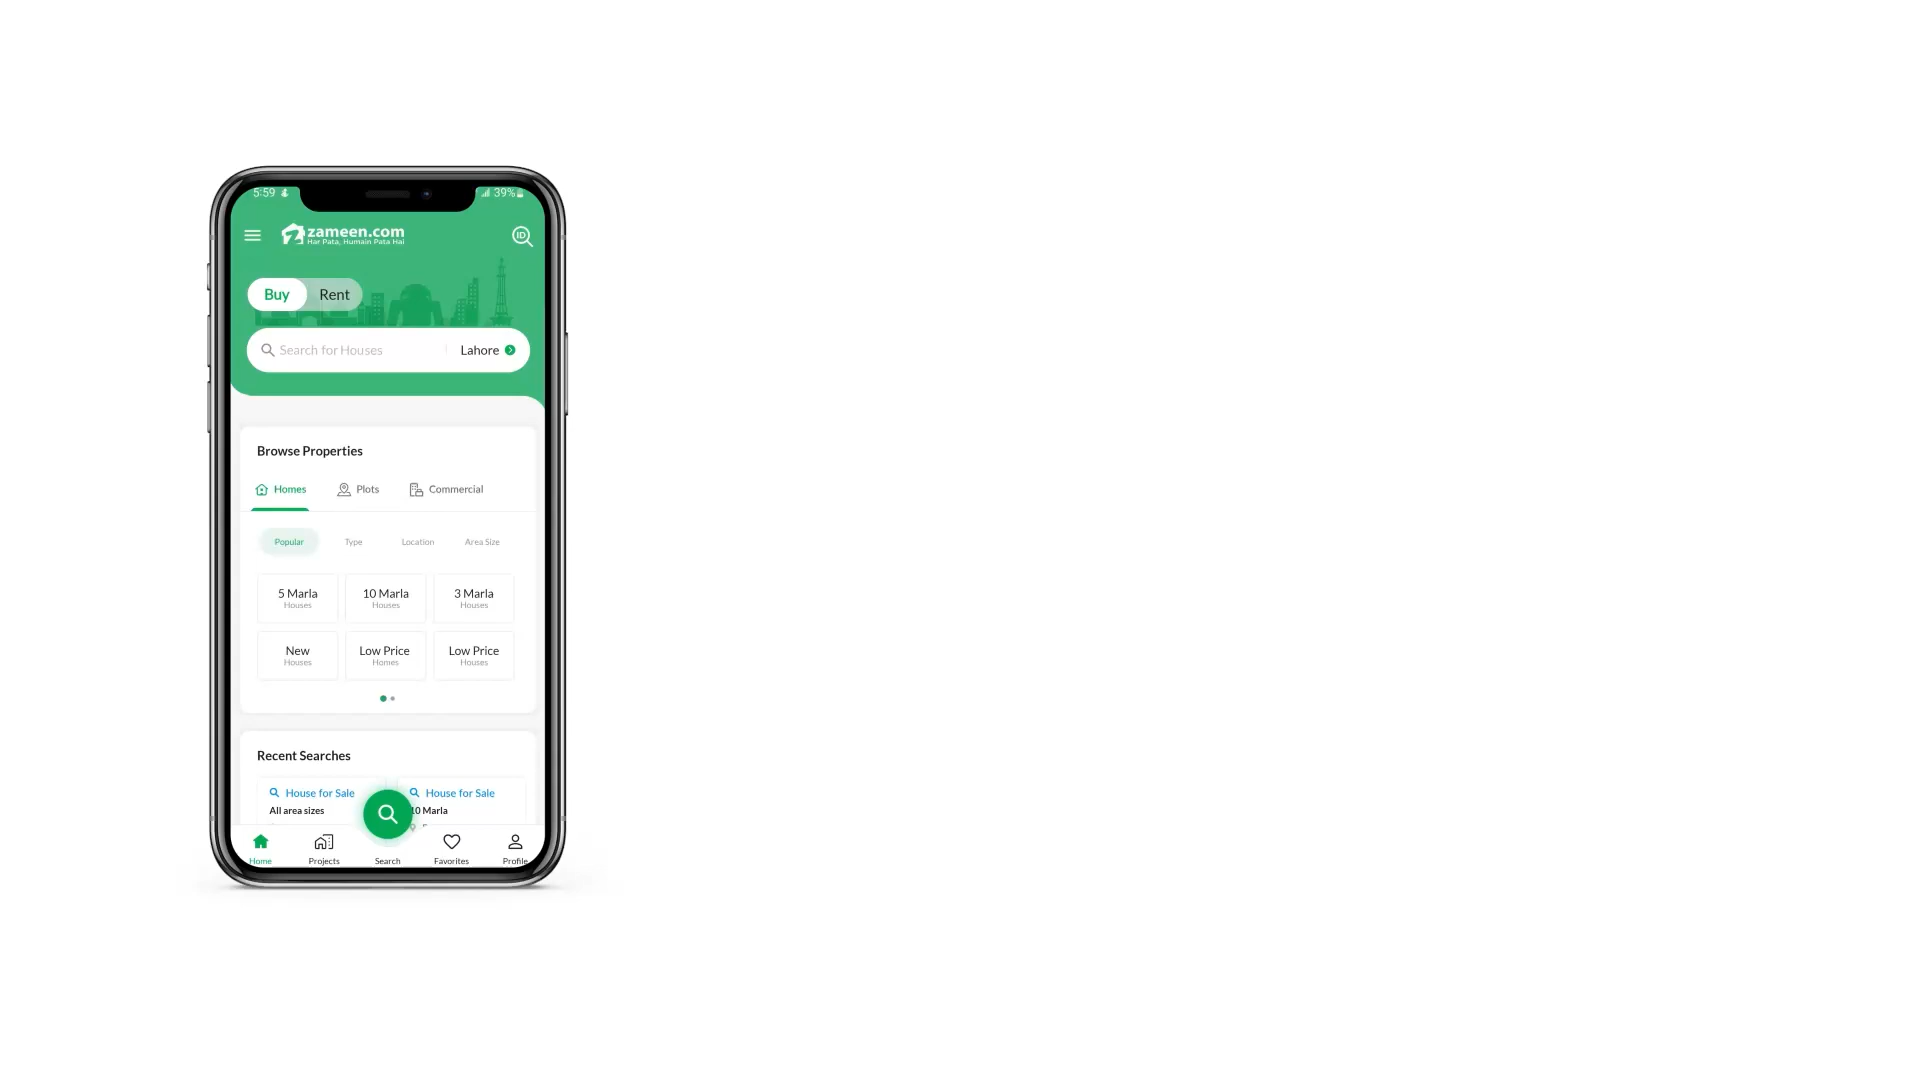 5:59
39%
zameen.com
Har Pata, Humain Pata Hai
ID
Buy Rent
Search for Houses Lahore
Browse Properties
Homes Plots Commercial
Popular Type Location Area Size
5 Marla 10 Marla 3 Marla
Houses Houses Houses
New Low Price Low Price
Houses Homes Houses
Recent Searches
House for Sale House for Sale
All area sizes 10 Marla
Home Projects Search Favorites Profile